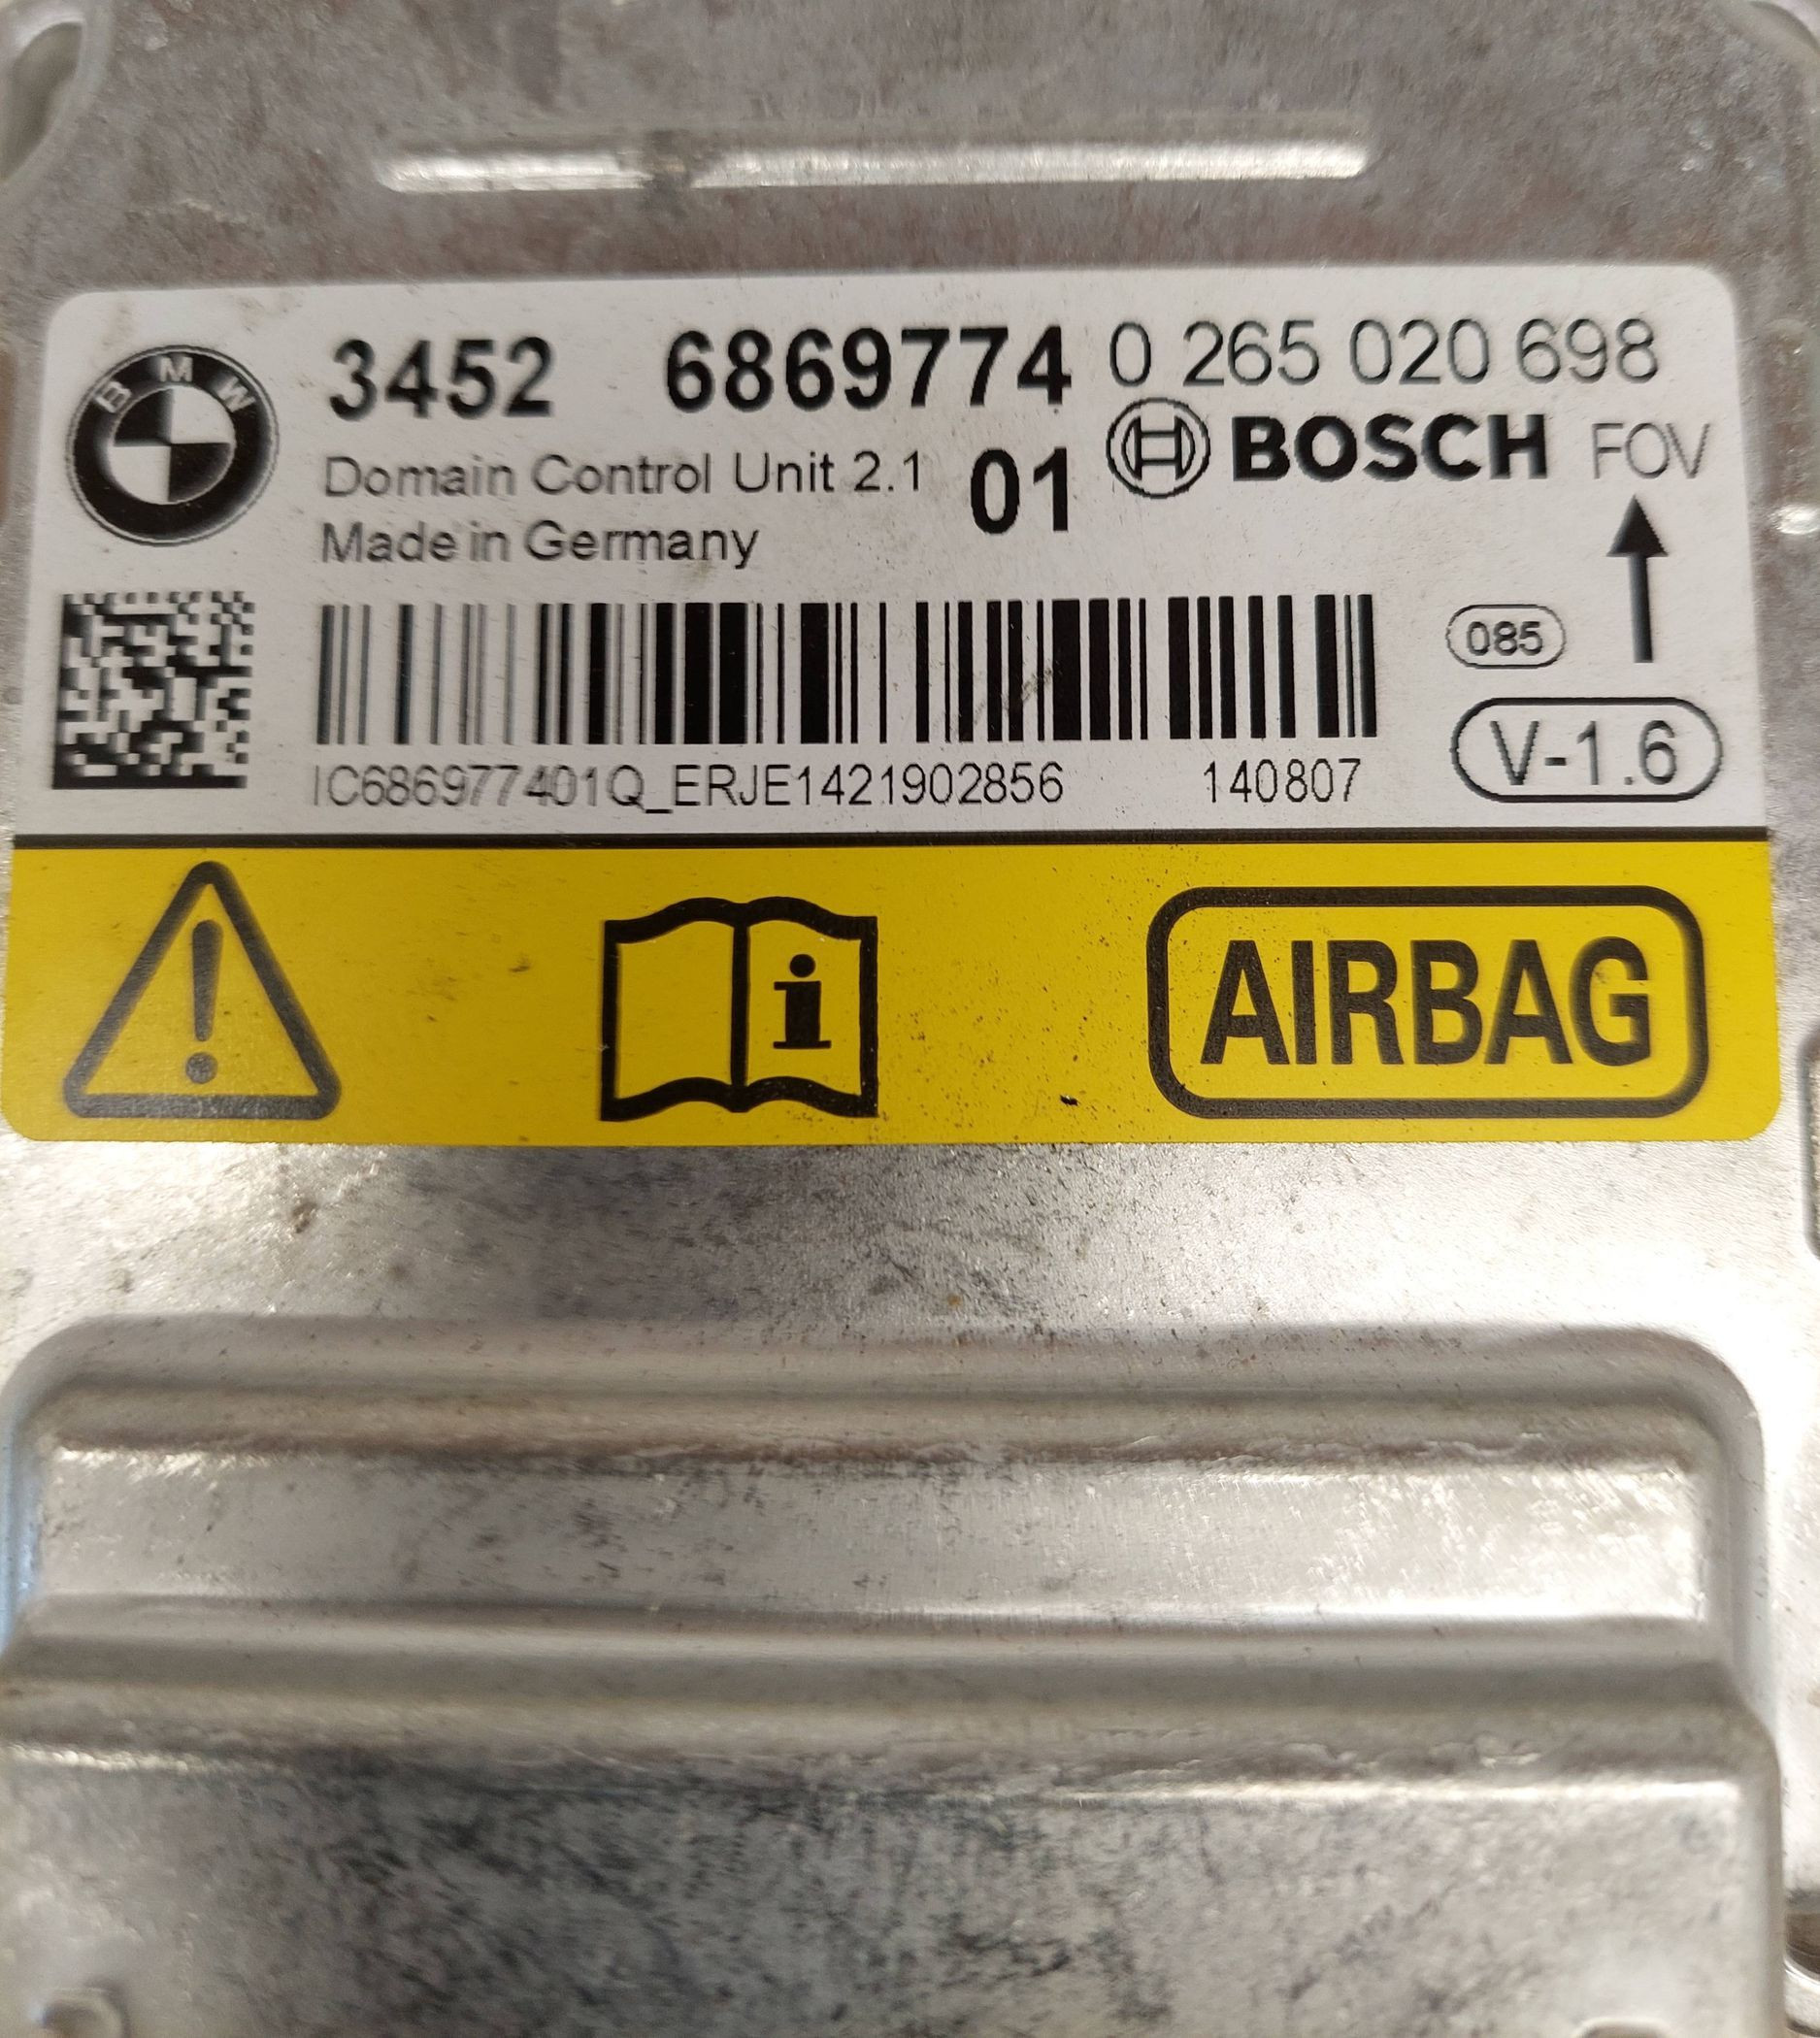 BMW
3452 6869774 0 265 020 698
Domain Control Unit 2.1 01 BOSCH FOV
Made in Germany
085
V-1.6
IC686977401Q_ERJE1421902856 140807
i
AIRBAG